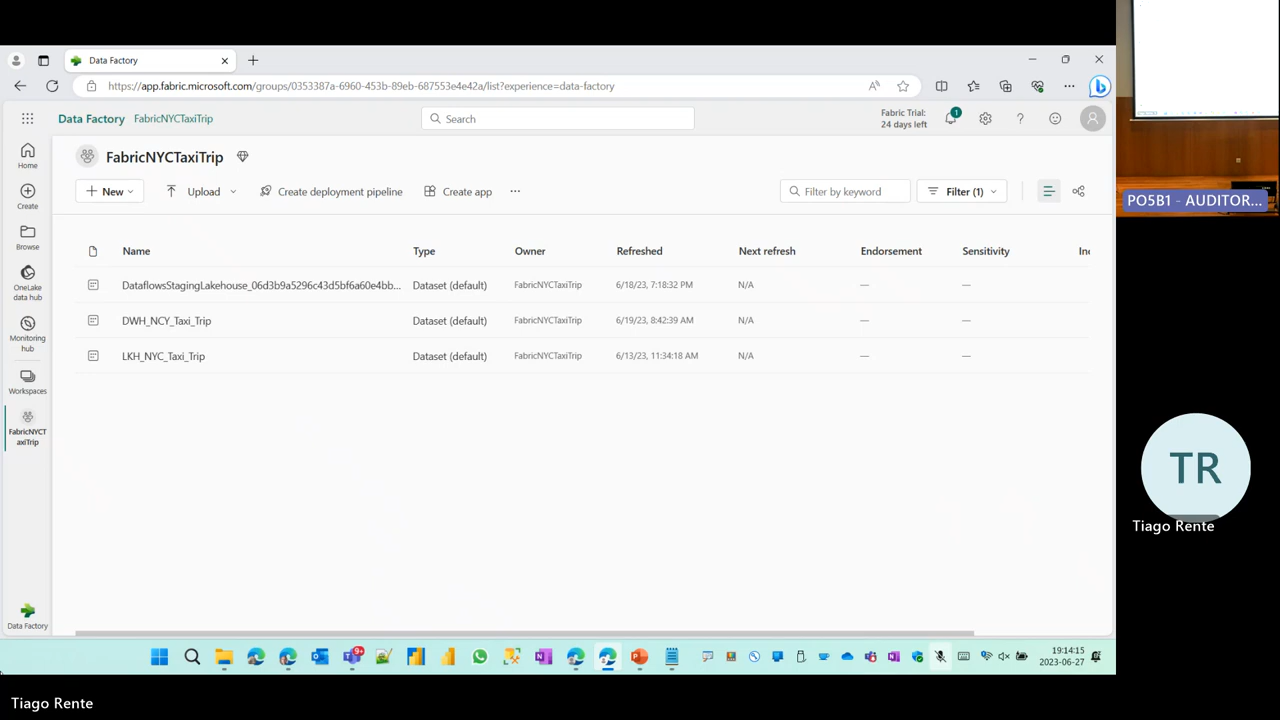 Data Factory
https://app.fabric.microsoft.com/groups/0353387a-6960-453b-89eb-687553e4e42a/list?experience=data-factory
Data Factory FabricNYCTaxiTrip
Search
Fabric Trial:
24 days left
1
Home
Create
Browse
OneLake
data hub
Monitoring
hub
Workspaces
FabricNYCT
axiTrip
Data Factory
FabricNYCTaxiTrip
New Upload Create deployment pipeline Create app ... Filter by keyword Filter (1)
Name Type Owner Refreshed Next refresh Endorsement Sensitivity Inc
DataflowsStagingLakehouse_06d3b9a5296c43d5bf6a60e4bb... Dataset (default) FabricNYCTaxiTrip 6/18/23, 7:18:32 PM N/A — —
DWH_NCY_Taxi_Trip Dataset (default) FabricNYCTaxiTrip 6/19/23, 8:42:39 AM N/A — —
LKH_NYC_Taxi_Trip Dataset (default) FabricNYCTaxiTrip 6/13/23, 11:34:18 AM N/A — —
9+
19:14:15
2023-06-27
PO5B1 - AUDITOR...
TR
Tiago Rente
Tiago Rente